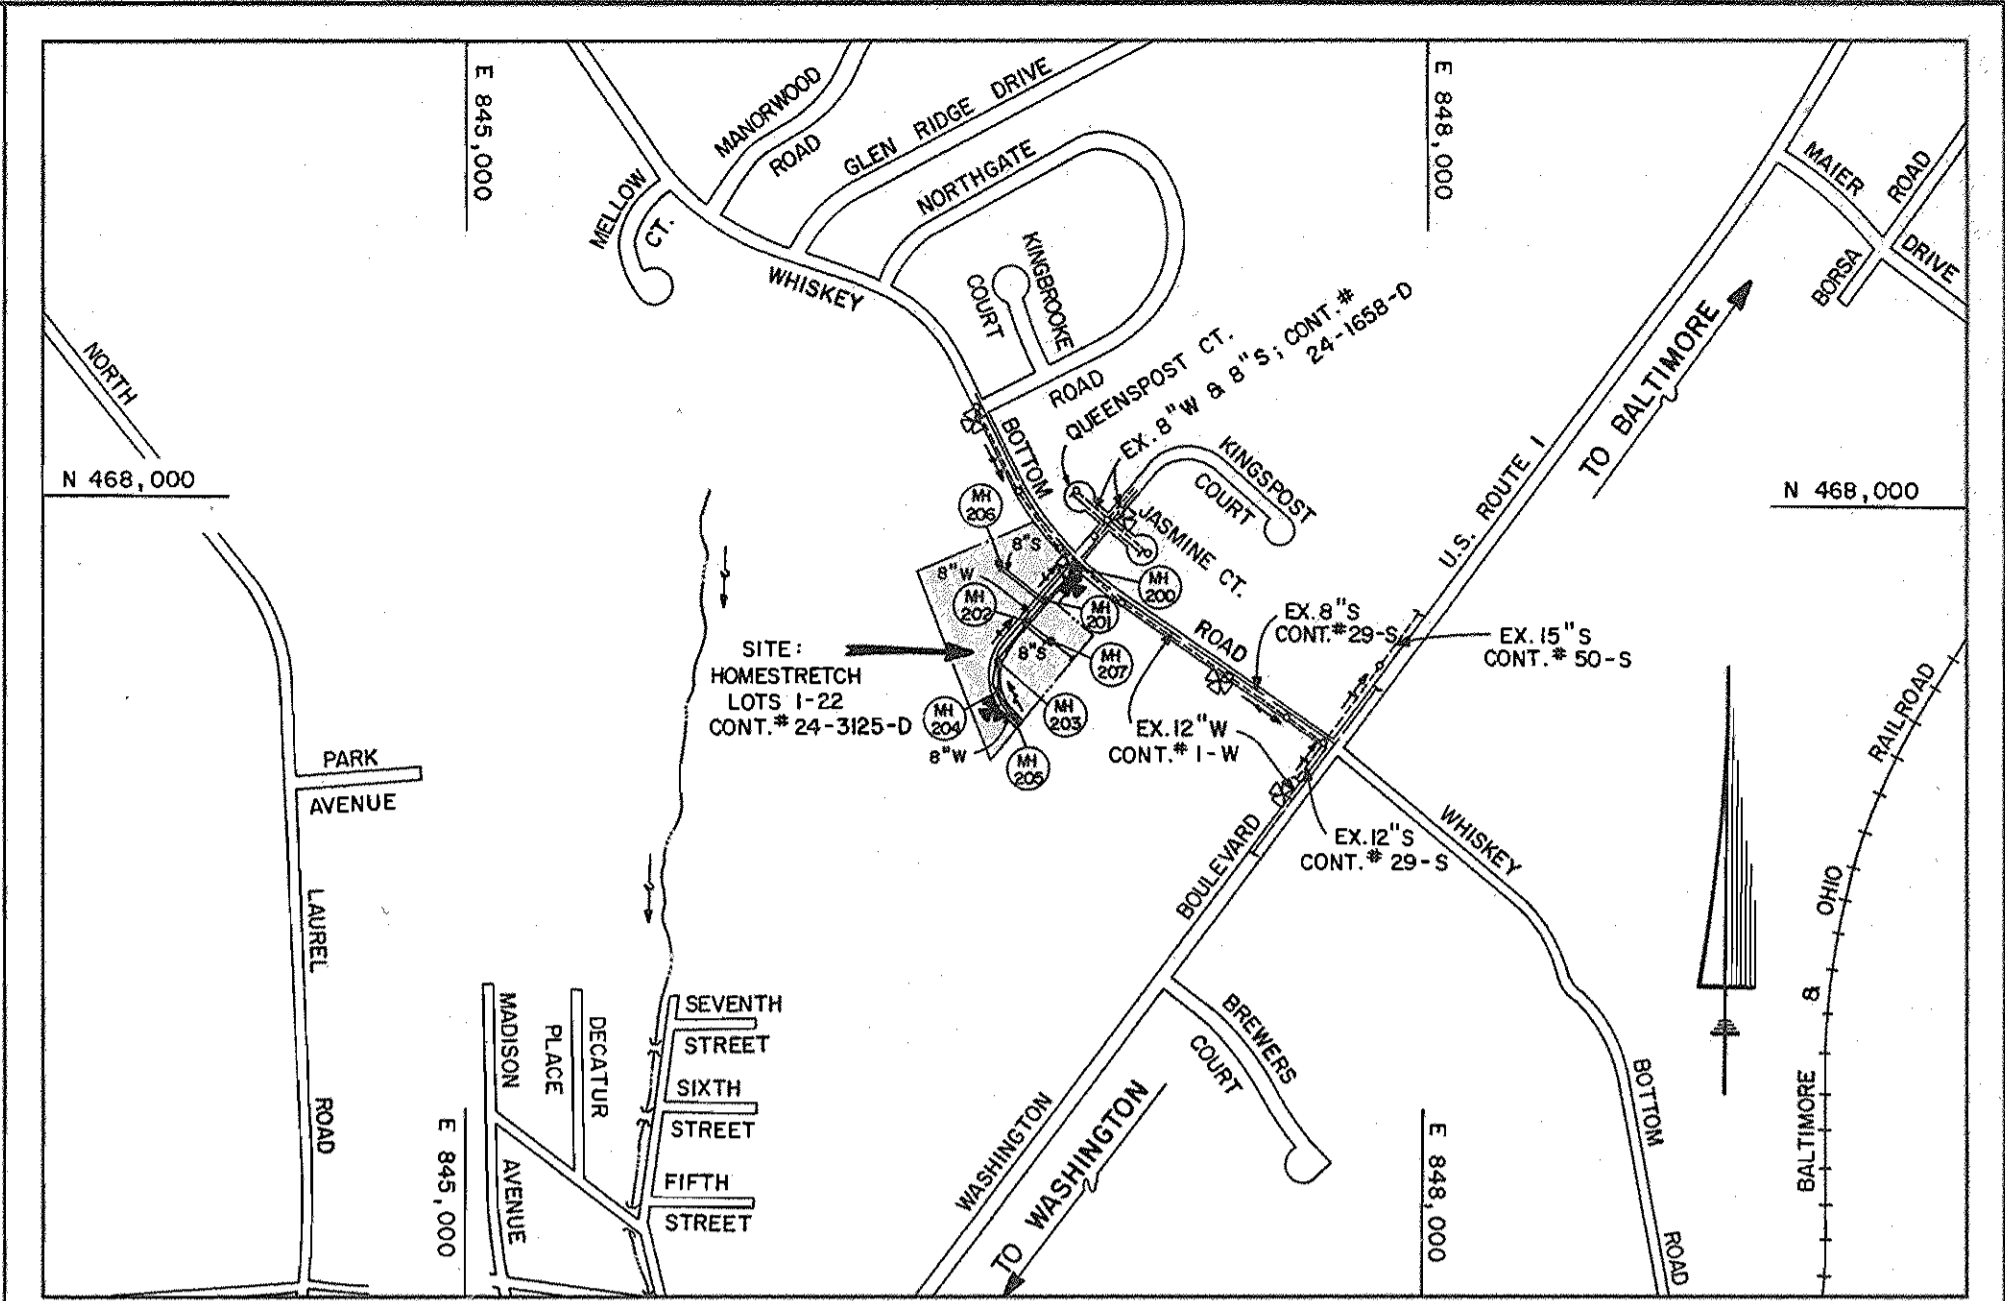 E 845,000
E 848,000
MANORWOOD
ROAD
GLEN RIDGE DRIVE
NORTHGATE
MELLOW
CT.
WHISKEY
KINGBROOKE
COURT
ROAD
MAIER
DRIVE
BORSA
ROAD
NORTH
QUEENSPOST CT.
EX. 8"W & 8"S; CONT.#
24-1658-D
TO BALTIMORE
BOTTOM
KINGSPOST
COURT
JASMINE CT.
U.S. ROUTE 1
N 468,000
N 468,000
MH
206
8"S
8"W
MH
202
MH
201
MH
200
ROAD
EX. 8"S
CONT.#29-S
EX. 15"S
CONT.# 50-S
SITE:
HOMESTRETCH
LOTS 1-22
CONT.# 24-3125-D
8"S
MH
207
MH
204
MH
203
8"W
MH
205
EX. 12"W
CONT.# 1-W
EX. 12"S
CONT.# 29-S
PARK
AVENUE
LAUREL
ROAD
BOULEVARD
WHISKEY
BOTTOM
ROAD
RAILROAD
OHIO
&
BALTIMORE
MADISON
AVENUE
DECATUR
PLACE
SEVENTH
STREET
SIXTH
STREET
FIFTH
STREET
BREWERS
COURT
WASHINGTON
TO WASHINGTON
E 845,000
E 848,000